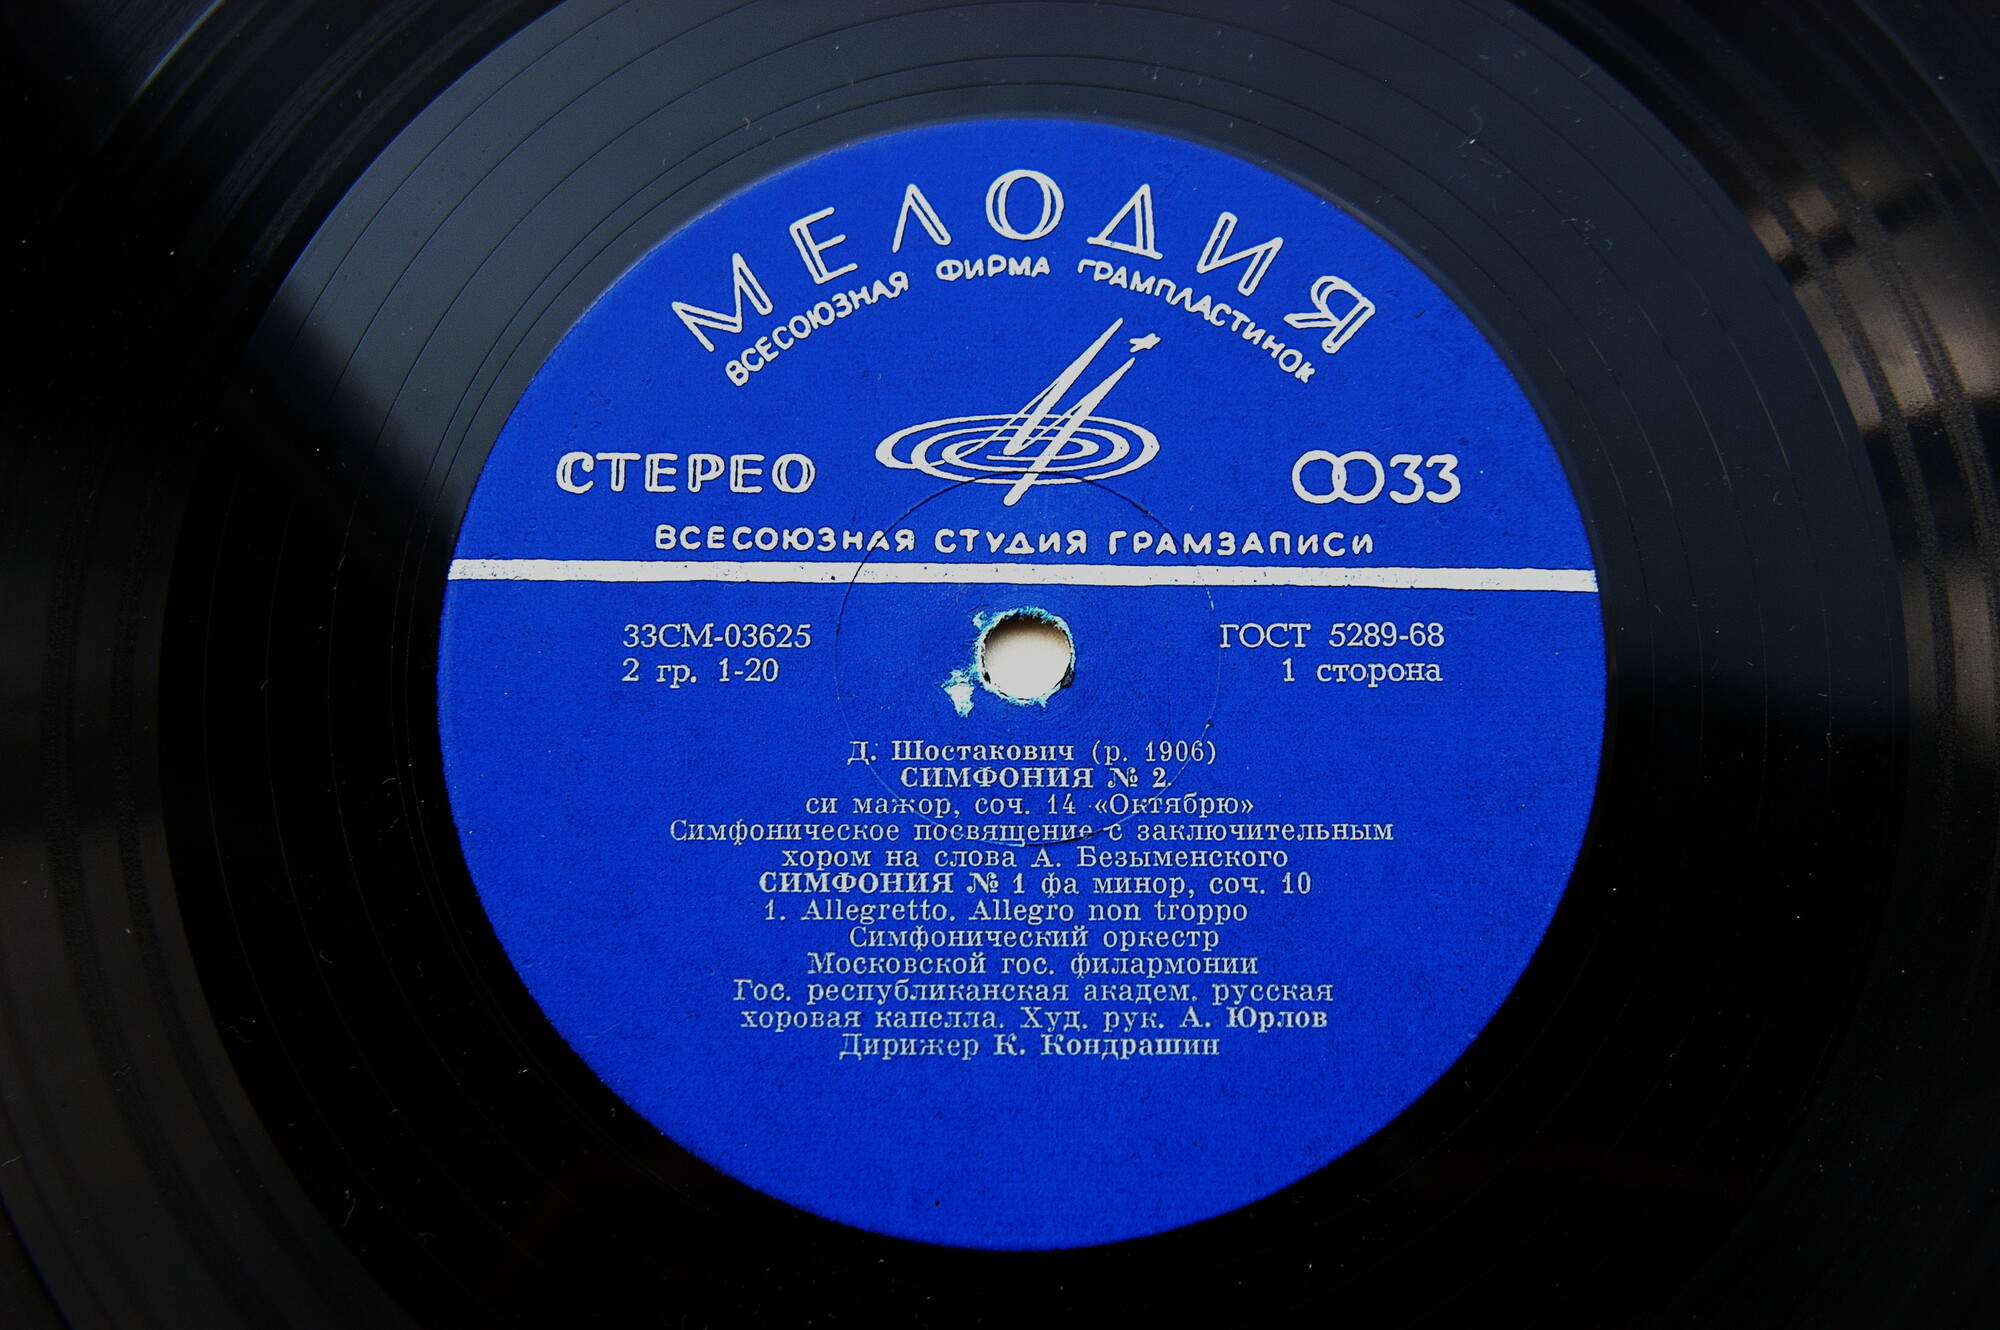 МЕЛОДИЯ
ВСЕСОЮЗНАЯ ФИРМА ГРАМПЛАСТИНОК
СТЕРЕО
33
ВСЕСОЮЗНАЯ СТУДИЯ ГРАМЗАПИСИ
33СМ-03625
ГОСТ 5289-68
2 гр. 1-20
1 сторона
Д. Шостакович (р. 1906)
СИМФОНИЯ № 2
си мажор, соч. 14 «Октябрю»
Симфоническое посвящение с заключительным
хором на слова А. Безыменского
СИМФОНИЯ № 1 фа минор, соч. 10
1. Allegretto. Allegro non troppo
Симфонический оркестр
Московской гос. филармонии
Гос. республиканская академ. русская
хоровая капелла. Худ. рук. А. Юрлов
Дирижер К. Кондрашин